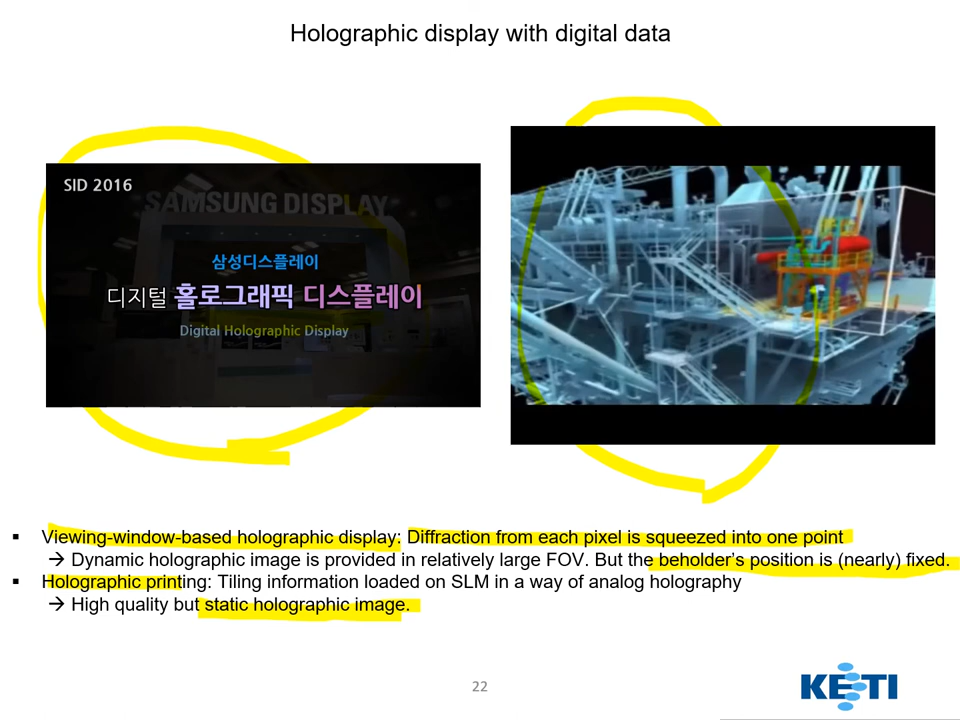 Holographic display with digital data
SID 2016
SAMSUNG DISPLAY
삼성디스플레이
디지털 홀로그래픽 디스플레이
Digital Holographic Display
▪ Viewing-window-based holographic display: Diffraction from each pixel is squeezed into one point
→ Dynamic holographic image is provided in relatively large FOV. But the beholder's position is (nearly) fixed.
▪ Holographic printing: Tiling information loaded on SLM in a way of analog holography
→ High quality but static holographic image.
22
KETI